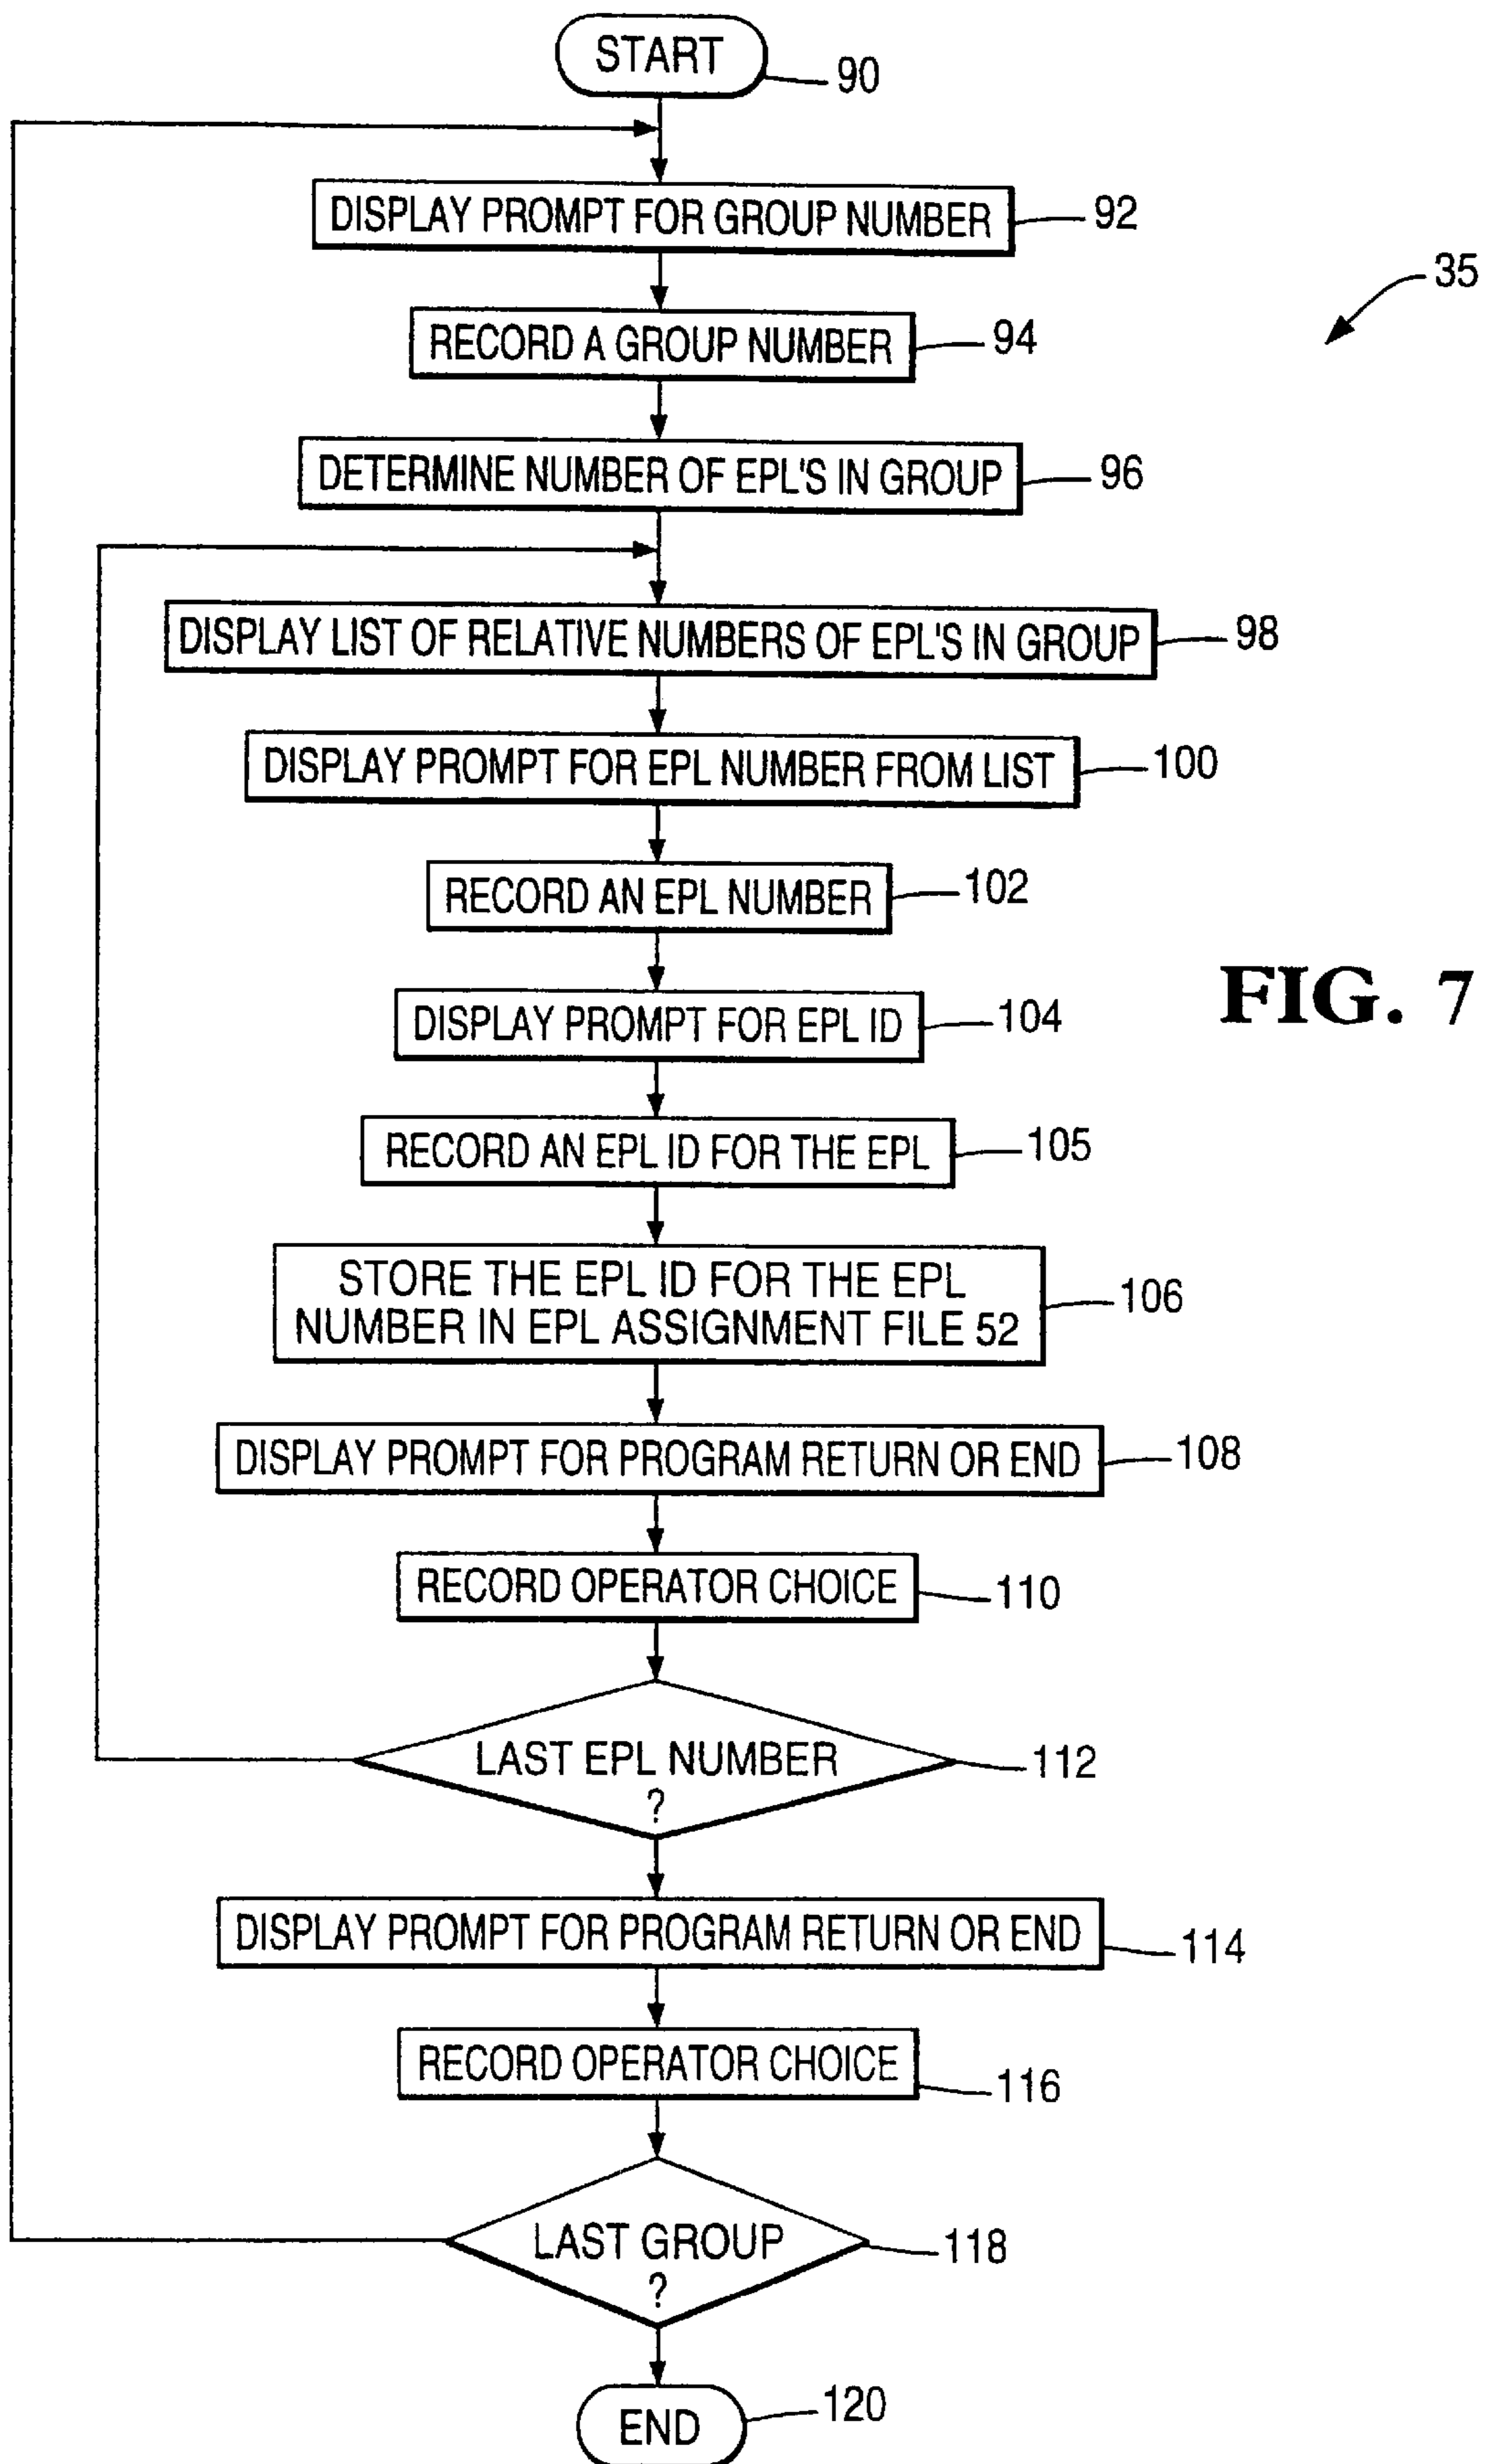 START
90
DISPLAY PROMPT FOR GROUP NUMBER
92
35
RECORD A GROUP NUMBER
94
DETERMINE NUMBER OF EPL'S IN GROUP
96
DISPLAY LIST OF RELATIVE NUMBERS OF EPL'S IN GROUP
98
DISPLAY PROMPT FOR EPL NUMBER FROM LIST
100
RECORD AN EPL NUMBER
102
FIG. 7
DISPLAY PROMPT FOR EPL ID
104
RECORD AN EPL ID FOR THE EPL
105
STORE THE EPL ID FOR THE EPL
NUMBER IN EPL ASSIGNMENT FILE 52
106
DISPLAY PROMPT FOR PROGRAM RETURN OR END
108
RECORD OPERATOR CHOICE
110
LAST EPL NUMBER
?
112
DISPLAY PROMPT FOR PROGRAM RETURN OR END
114
RECORD OPERATOR CHOICE
116
LAST GROUP
?
118
END
120